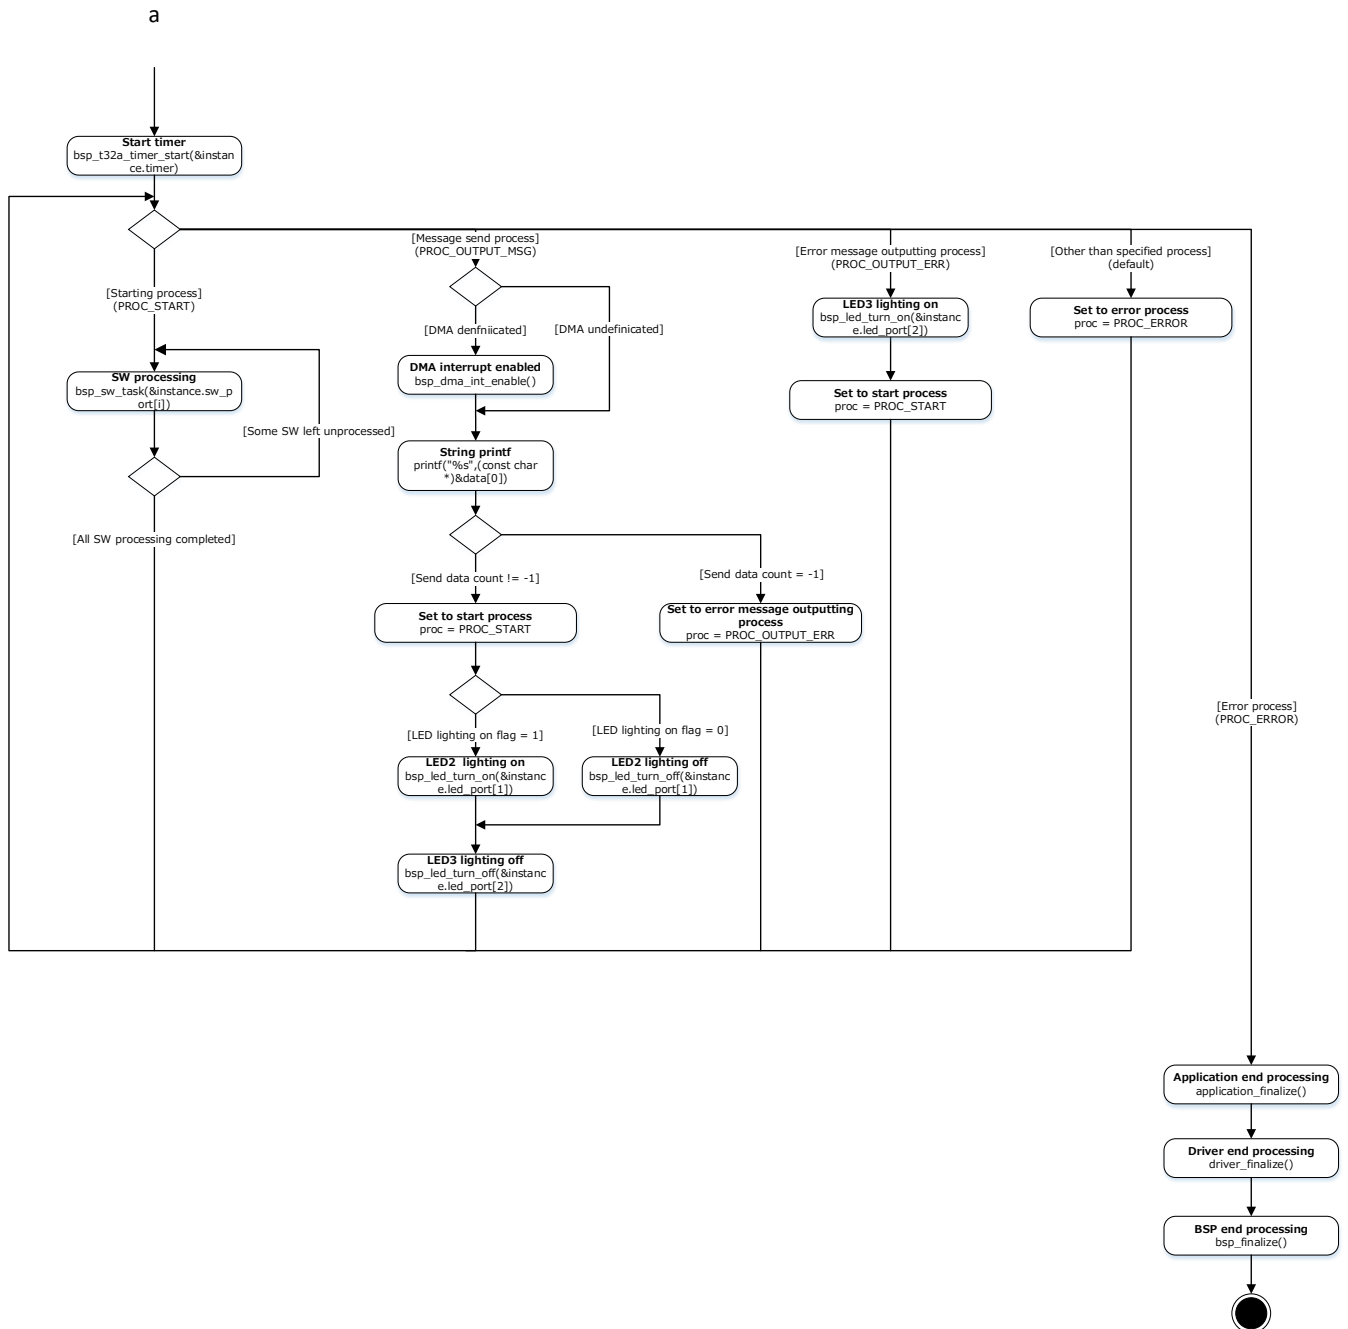 a
Start timer
bsp_t32a_timer_start(&instan
ce.timer)
[Message send process]
(PROC_OUTPUT_MSG)
[Error message outputting process]
(PROC_OUTPUT_ERR)
[Other than specified process]
(default)
[Starting process]
(PROC_START)
LED3 lighting on
bsp_led_turn_on(&instanc
e.led_port[2])
Set to error process
proc = PROC_ERROR
[DMA denfniicated]
[DMA undefinicated]
SW processing
bsp_sw_task(&instance.sw_p
ort[i])
DMA interrupt enabled
bsp_dma_int_enable()
Set to start process
proc = PROC_START
[Some SW left unprocessed]
String printf
printf("%s",(const char
*)&data[0])
[All SW processing completed]
[Send data count != -1]
[Send data count = -1]
Set to start process
proc = PROC_START
Set to error message outputting
process
proc = PROC_OUTPUT_ERR
[Error process]
(PROC_ERROR)
[LED lighting on flag = 1]
[LED lighting on flag = 0]
LED2  lighting on
bsp_led_turn_on(&instanc
e.led_port[1])
LED2 lighting off
bsp_led_turn_off(&instanc
e.led_port[1])
LED3 lighting off
bsp_led_turn_off(&instanc
e.led_port[2])
Application end processing
application_finalize()
Driver end processing
driver_finalize()
BSP end processing
bsp_finalize()